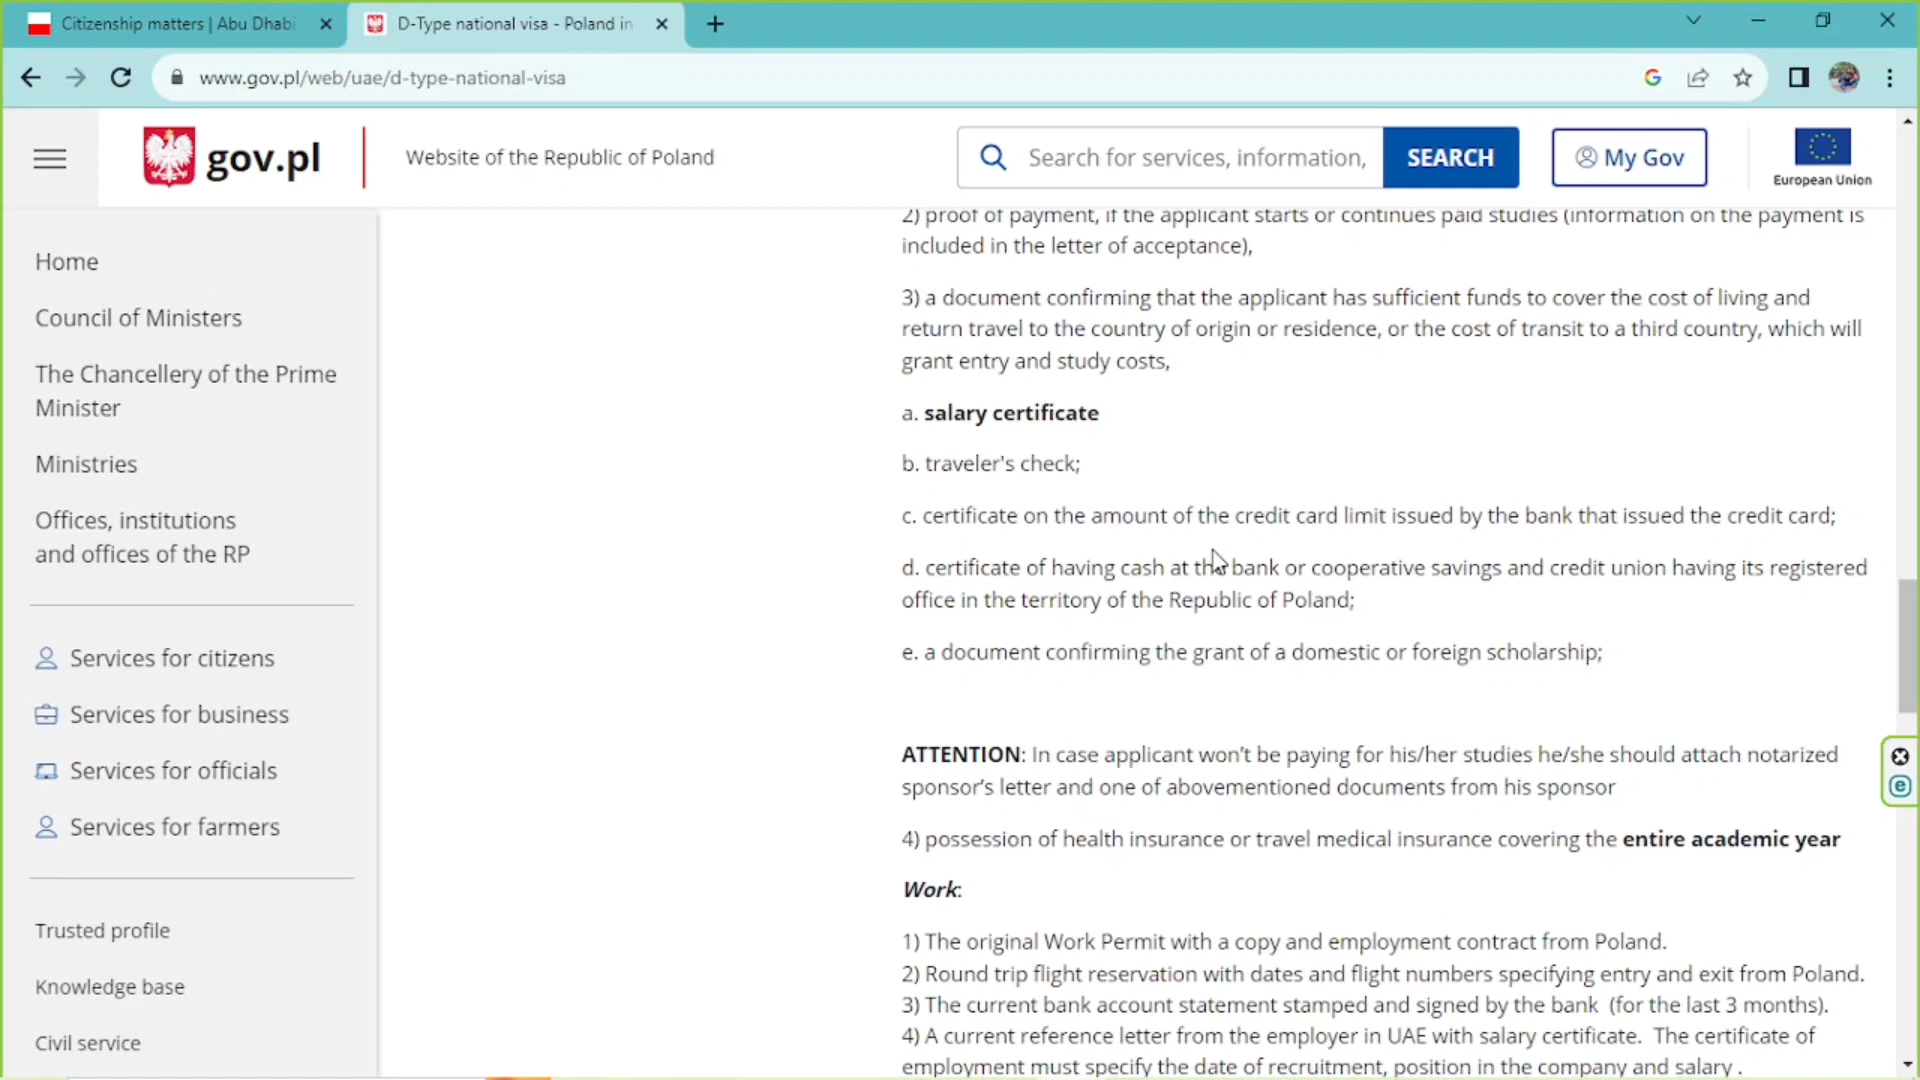 Citizenship matters | Abu Dhabi
D-Type national visa - Poland in
www.gov.pl/web/uae/d-type-national-visa
gov.pl
Website of the Republic of Poland
Search for services, information,
SEARCH
My Gov
European Union
Home
Council of Ministers
The Chancellery of the Prime
Minister
Ministries
Offices, institutions
and offices of the RP
Services for citizens
Services for business
Services for officials
Services for farmers
Trusted profile
Knowledge base
Civil service
2) proof of payment, if the applicant starts or continues paid studies (information on the payment is
included in the letter of acceptance),
3) a document confirming that the applicant has sufficient funds to cover the cost of living and
return travel to the country of origin or residence, or the cost of transit to a third country, which will
grant entry and study costs,
a. salary certificate
b. traveler's check;
c. certificate on the amount of the credit card limit issued by the bank that issued the credit card;
d. certificate of having cash at the bank or cooperative savings and credit union having its registered
office in the territory of the Republic of Poland;
e. a document confirming the grant of a domestic or foreign scholarship;
ATTENTION: In case applicant won't be paying for his/her studies he/she should attach notarized
sponsor's letter and one of abovementioned documents from his sponsor
4) possession of health insurance or travel medical insurance covering the entire academic year
Work:
1) The original Work Permit with a copy and employment contract from Poland.
2) Round trip flight reservation with dates and flight numbers specifying entry and exit from Poland.
3) The current bank account statement stamped and signed by the bank (for the last 3 months).
4) A current reference letter from the employer in UAE with salary certificate. The certificate of
employment must specify the date of recruitment, position in the company and salary .